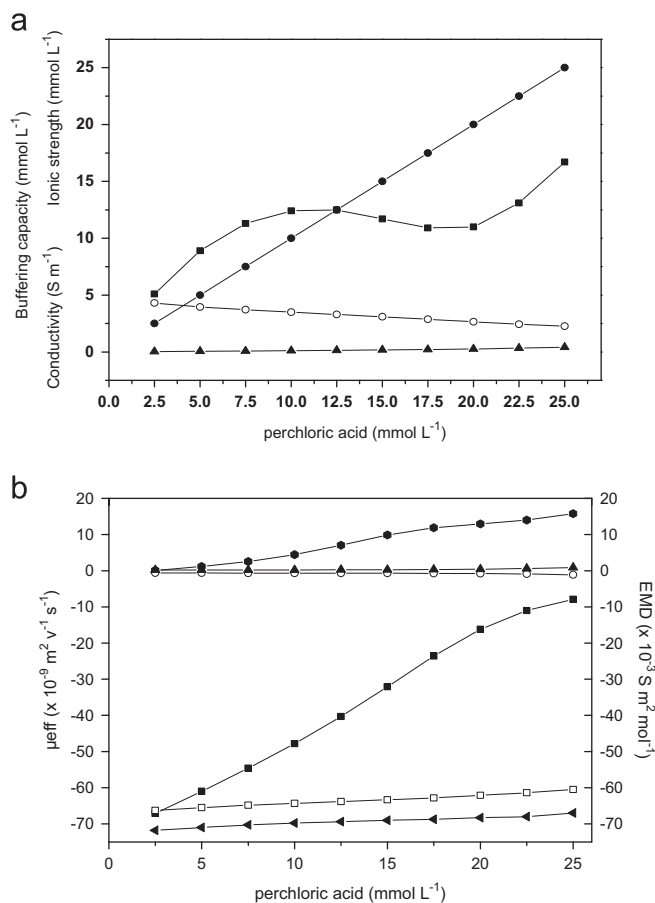 a
Buffering capacity (mmol L-1)
Ionic strength (mmol L-1)
Conductivity (S m-1)
25
20
15
10
5
0
0.0 2.5 5.0 7.5 10.0 12.5 15.0 17.5 20.0 22.5 25.0
perchloric acid (mmol L-1)
b
µeff (x 10-9 m2 v-1 s-1)
20 20
10 10
0 0
-10 -10
-20 -20
-30 -30
-40 -40
-50 -50
-60 -60
-70 -70
EMD (x 10-3 S m2 mol-1)
0 5 10 15 20 25
perchloric acid (mmol L-1)